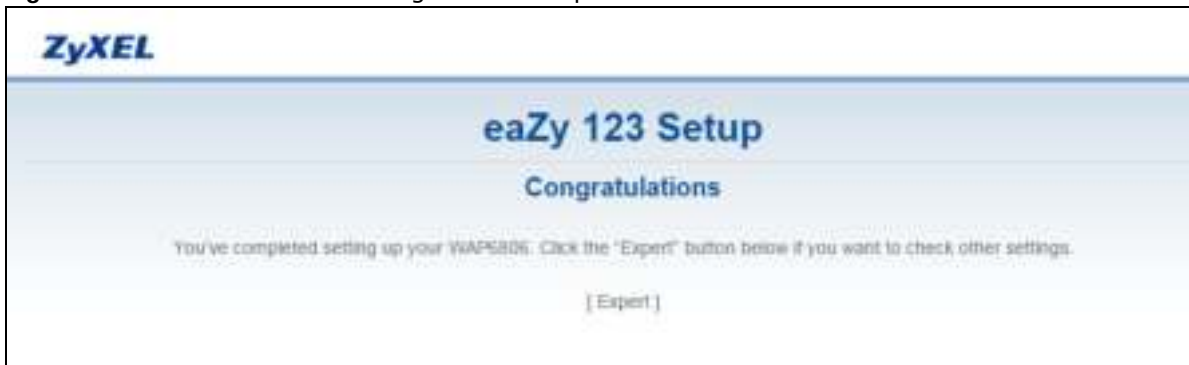 ZyXEL
eaZy 123 Setup
Congratulations
You've completed setting up your WAP6806. Click the "Expert" button below if you want to check other settings.
[ Expert ]